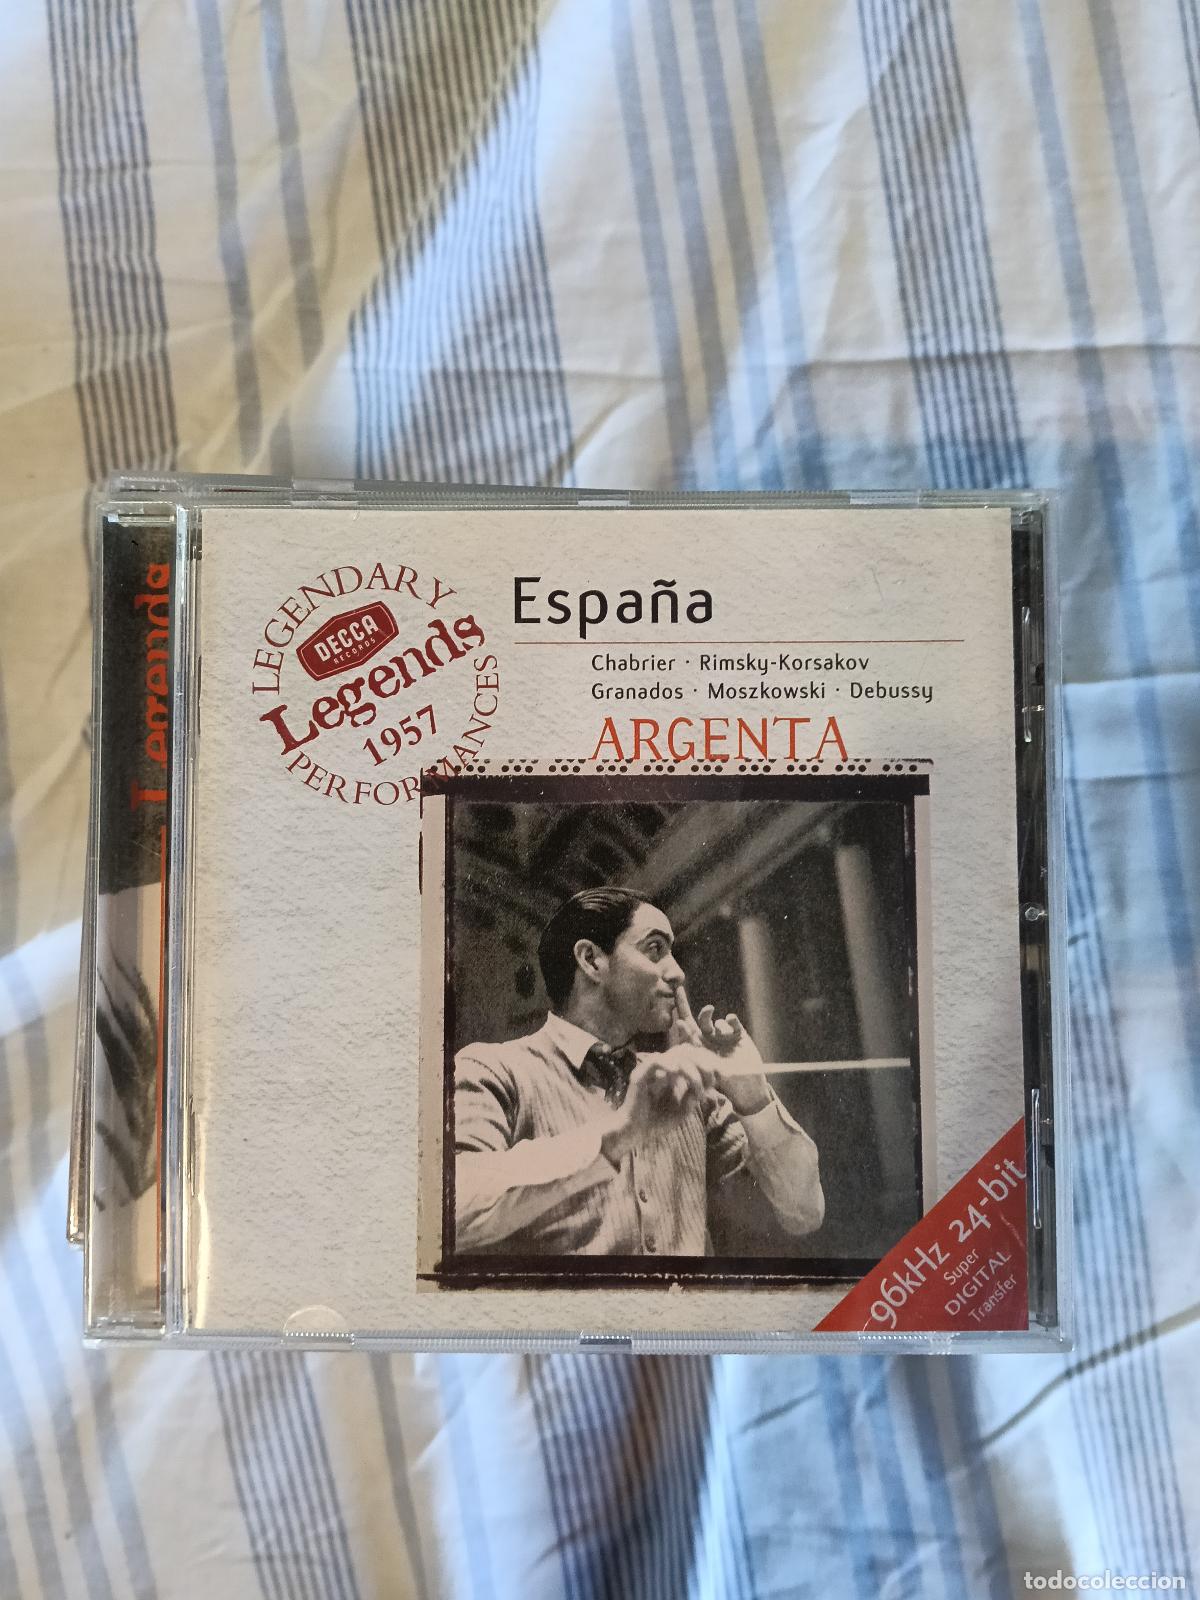 Legends
LEGENDARY
DECCA
RECORDS
Legends
1957
PERFORMANCES
España
Chabrier · Rimsky-Korsakov
Granados · Moszkowski · Debussy
ARGENTA
96kHz 24-bit
Super
DIGITAL
Transfer
todocoleccion